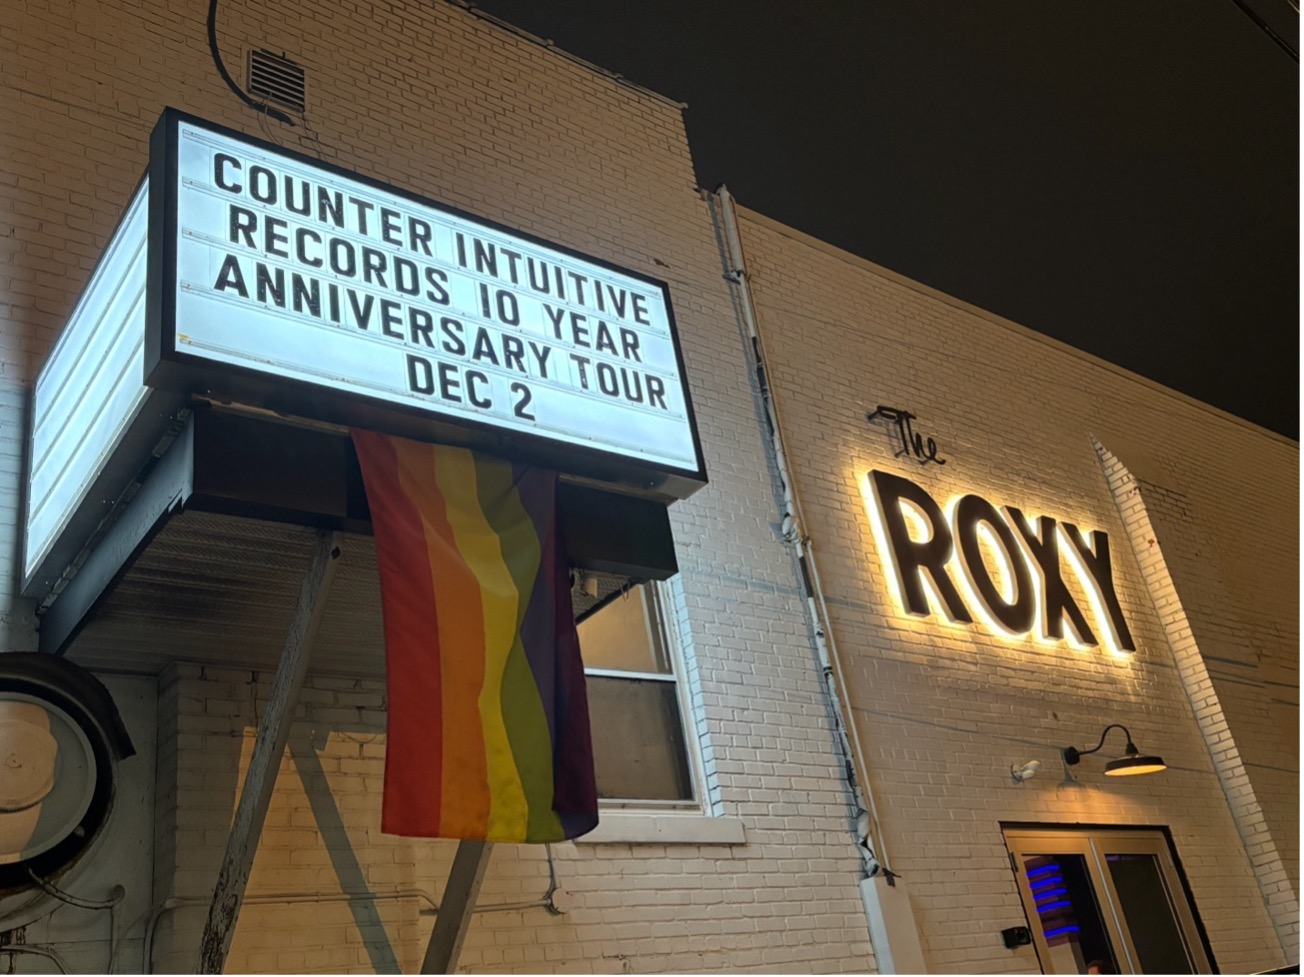 COUNTER INTUITIVE
RECORDS 10 YEAR
ANNIVERSARY TOUR
DEC 2
The
ROXY